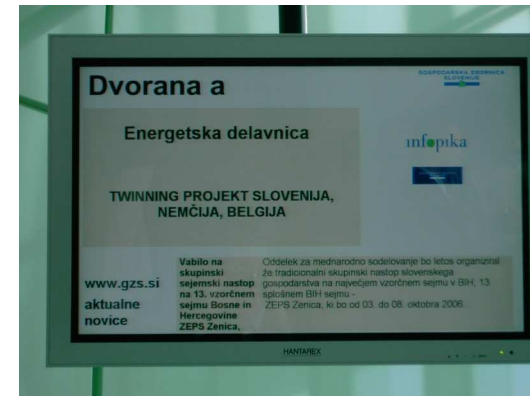 Dvorana a
GOSPODARSKA ZBORNICA
SLOVENIJE
Energetska delavnica
infopika
TWINNING PROJEKT SLOVENIJA,
NEMČIJA, BELGIJA
www.gzs.si
aktualne
novice
Vabilo na
skupinski
sejemski nastop
na 13. vzorčnem
sejmu Bosne in
Hercegovine
ZEPS Zenica,
Oddelek za mednarodno sodelovanje bo letos organiziral
že tradicionalni skupinski nastop slovenskega
gospodarstva na največjem vzorčnem sejmu v BIH, 13.
splošnem BIH sejmu -
ZEPS Zenica, ki bo od 03. do 08. oktobra 2006.
HANTAREX